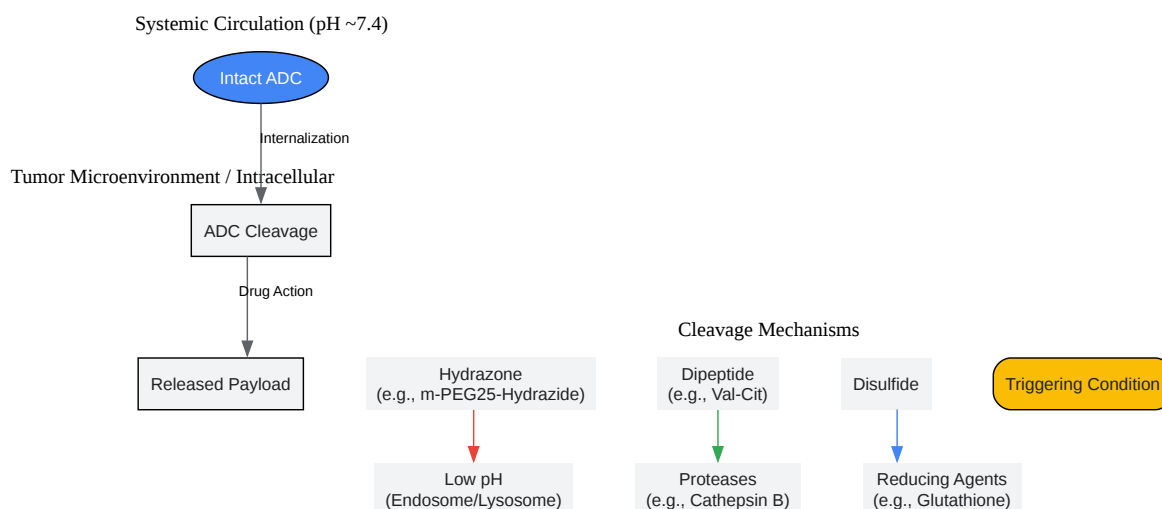 Systemic Circulation (pH ~7.4)
Intact ADC
Internalization
Tumor Microenvironment / Intracellular
ADC Cleavage
Drug Action
Released Payload
Cleavage Mechanisms
Hydrazone
(e.g., m-PEG25-Hydrazide)
Dipeptide
(e.g., Val-Cit)
Disulfide
Triggering Condition
Low pH
(Endosome/Lysosome)
Proteases
(e.g., Cathepsin B)
Reducing Agents
(e.g., Glutathione)